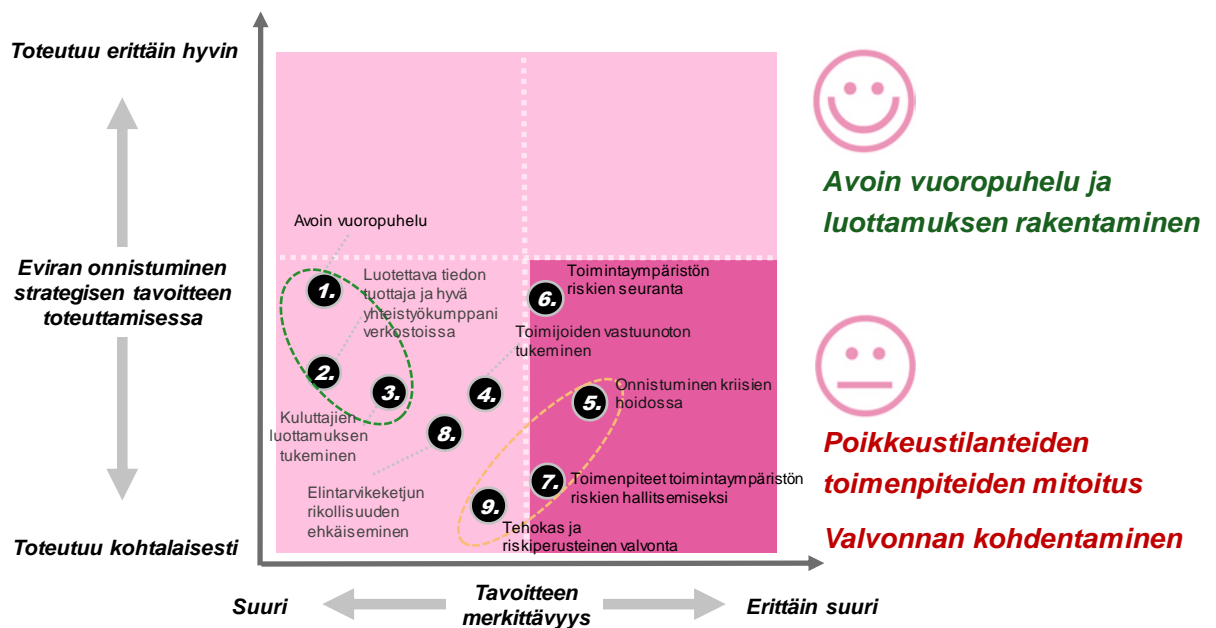 Toteutuu erittäin hyvin
Eviran onnistuminen
strategisen tavoitteen
toteuttamisessa
Toteutuu kohtalaisesti
Avoin vuoropuhelu
1.
Luotettava tiedon
tuottaja ja hyvä
yhteistyökumppani
verkostoissa
2.
3.
Kuluttajien
luottamuksen
tukeminen
4.
Toimijoiden vastuunoton
tukeminen
8.
Elintarvikeketjun
rikollisuuden
ehkäiseminen
9.
Tehokas ja
riskiperusteinen valvonta
6.
Toimintaympäristön
riskien seuranta
5.
Onnistuminen kriisien
hoidossa
7.
Toimenpiteet toimintaympäristön
riskien hallitsemiseksi
Suuri
Tavoitteen
merkittävyys
Erittäin suuri
Avoin vuoropuhelu ja
luottamuksen rakentaminen
Poikkeustilanteiden
toimenpiteiden mitoitus
Valvonnan kohdentaminen